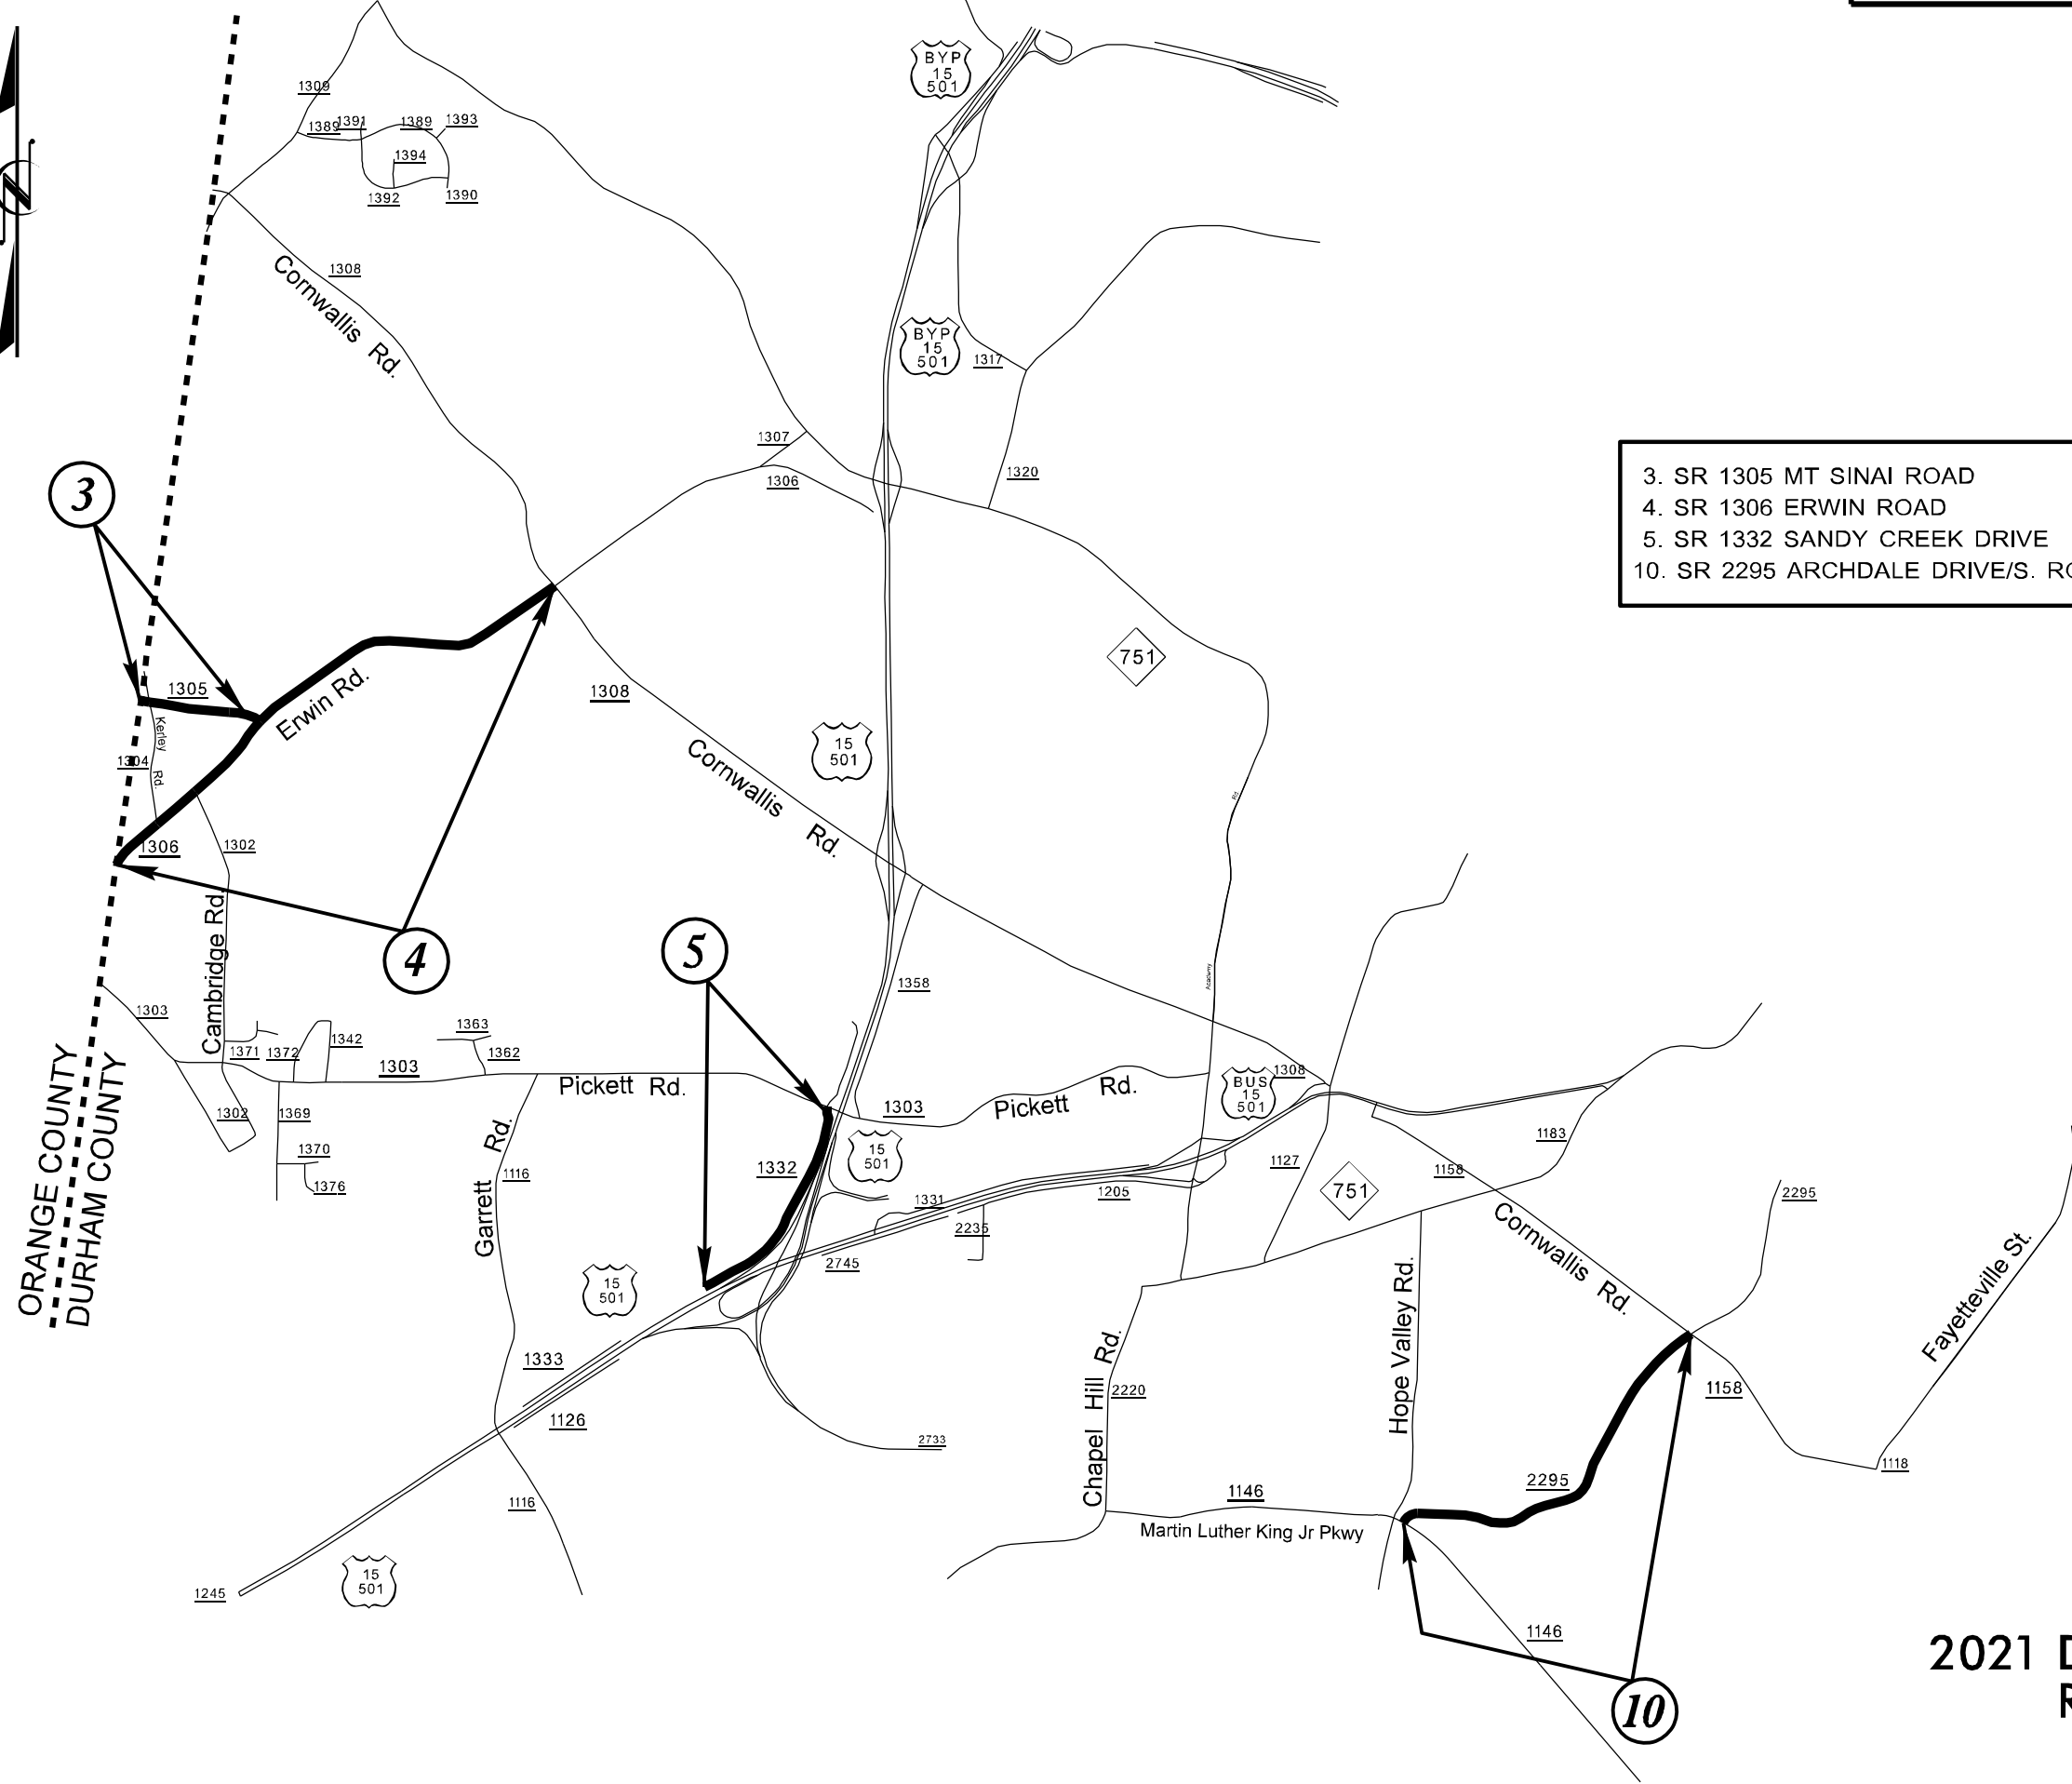 BYP
15
501
1309
1389
1391
1389
1393
1394
1392
1390
1308
Cornwallis Rd.
BYP
15
501
1317
1307
1306
1320
3
3. SR 1305 MT SINAI ROAD
4. SR 1306 ERWIN ROAD
5. SR 1332 SANDY CREEK DRIVE
10. SR 2295 ARCHDALE DRIVE/S. RO
751
1305
Erwin Rd.
1308
Kerley Rd.
1304
15
501
Cornwallis Rd.
Rd.
1306
1302
Cambridge Rd.
4
5
Academy
1358
1303
1371
1372
1342
1363
1362
1303
Pickett Rd.
1303
Pickett Rd.
BUS
15
501
1308
ORANGE COUNTY
DURHAM COUNTY
1302
1369
1370
1376
Garrett Rd.
1116
1332
15
501
1331
1205
1127
751
1158
1183
2295
2235
2745
Cornwallis Rd.
Fayetteville St.
15
501
1333
1126
Chapel Hill Rd.
2220
Hope Valley Rd.
1158
2733
1118
1116
1146
Martin Luther King Jr Pkwy
2295
15
501
1245
1146
10
2021 D
R